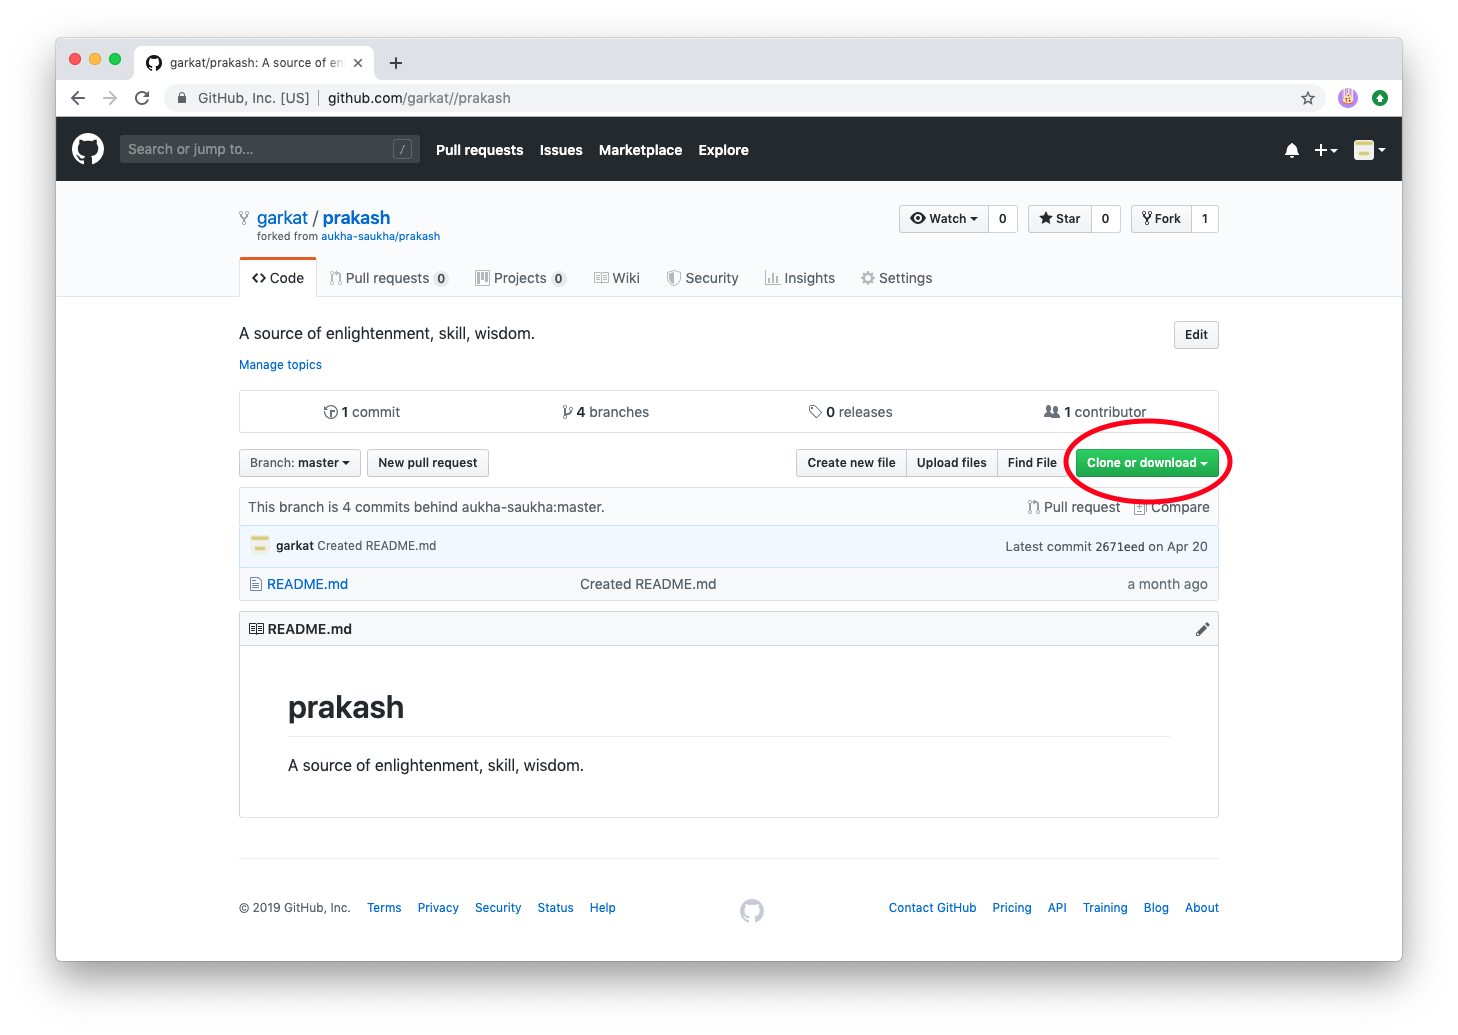 garkat/prakash: A source of en
GitHub, Inc. [US] github.com/garkat//prakash
Search or jump to... / Pull requests Issues Marketplace Explore
garkat / prakash Watch 0 Star 0 Fork 1
forked from aukha-saukha/prakash
Code Pull requests 0 Projects 0 Wiki Security Insights Settings
A source of enlightenment, skill, wisdom. Edit
Manage topics
1 commit 4 branches 0 releases 1 contributor
Branch: master New pull request Create new file Upload files Find File Clone or download
This branch is 4 commits behind aukha-saukha:master. Pull request Compare
garkat Created README.md Latest commit 2671eed on Apr 20
README.md Created README.md a month ago
README.md
prakash
A source of enlightenment, skill, wisdom.
© 2019 GitHub, Inc. Terms Privacy Security Status Help Contact GitHub Pricing API Training Blog About